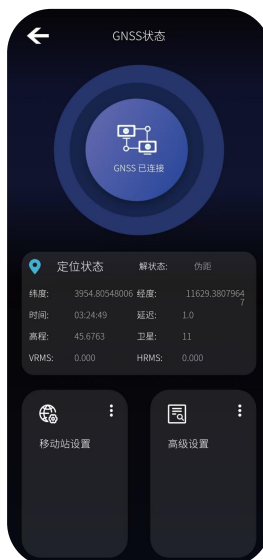 GNSS状态
GNSS 已连接
定位状态 解状态: 伪距
纬度: 3954.80548006 经度: 11629.38079647
时间: 03:24:49 延迟: 1.0
高程: 45.6763 卫星: 11
VRMS: 0.000 HRMS: 0.000
移动站设置 高级设置